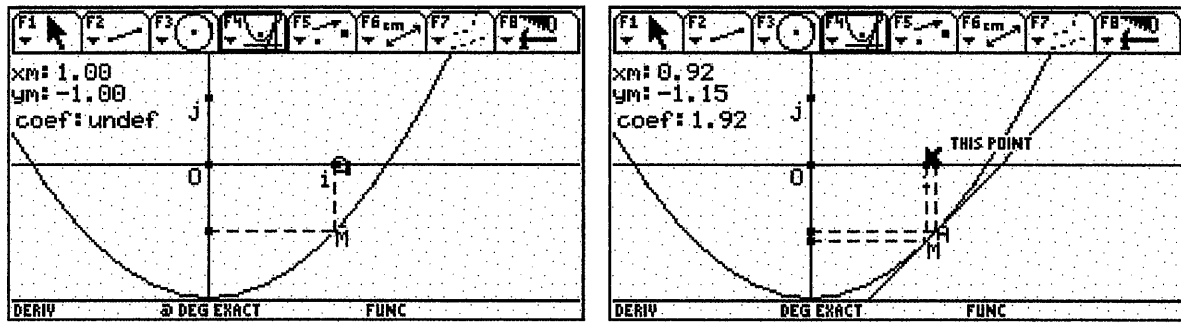 F1 F2 F3 F4 F5 F6 cm F7 F8
xm: 1.00
ym: -1.00
coef: undef
j
O
i
M
DERIV DEG EXACT FUNC
F1 F2 F3 F4 F5 F6 cm F7 F8
xm: 0.92
ym: -1.15
coef: 1.92
j
THIS POINT
O
A
M
DERIV DEG EXACT FUNC